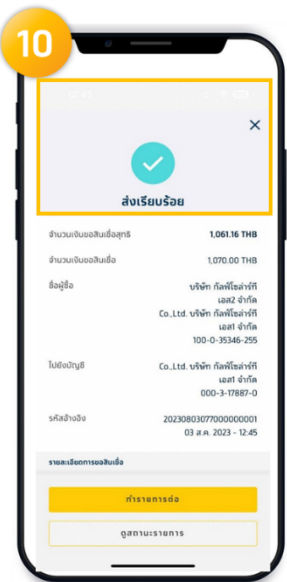 10
ส่งเรียบร้อย
จำนวนเงินขอสินเชื่อสุทธิ 1,061.16 THB
จำนวนเงินขอสินเชื่อ 1,070.00 THB
ชื่อผู้ซื้อ บริษัท กัลฟ์โซล่าร์ที
เอส2 จำกัด
Co.,Ltd. บริษัท กัลฟ์โซล่าร์ที
เอส1 จำกัด
100-0-35346-255
ไปยังบัญชี Co.,Ltd. บริษัท กัลฟ์โซล่าร์ที
เอส1 จำกัด
000-3-17887-0
รหัสอ้างอิง 20230803077000000001
03 ส.ค. 2023 - 12:45
รายละเอียดการขอสินเชื่อ
ทำรายการต่อ
ดูสถานะรายการ